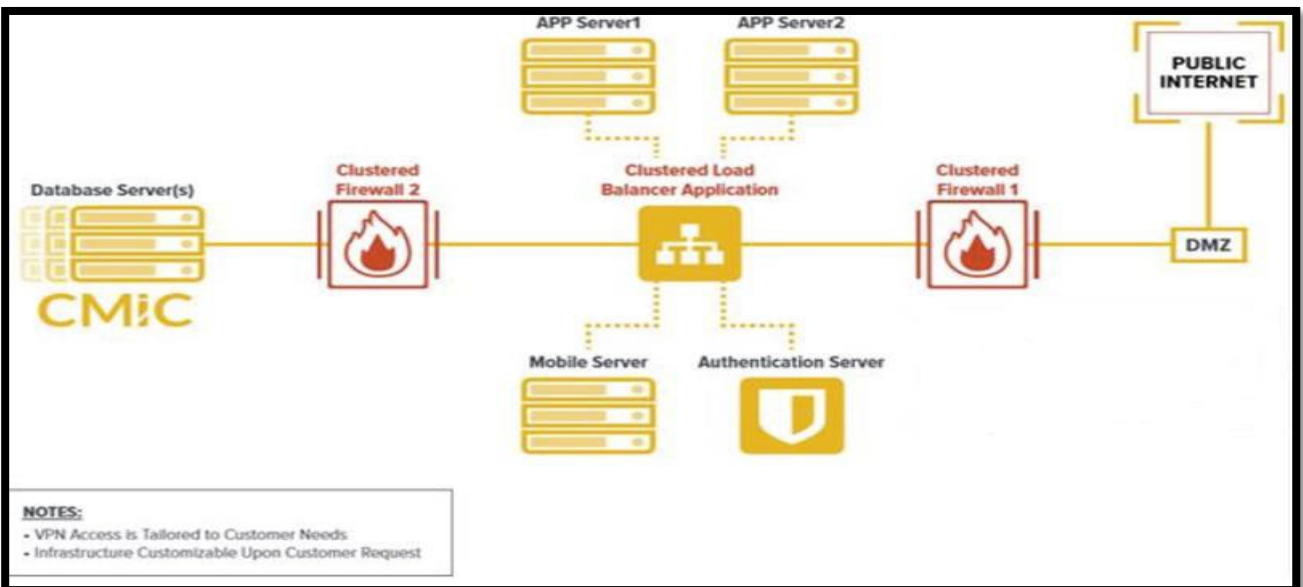 APP Server1
APP Server2
PUBLIC
INTERNET
Clustered
Firewall 2
Clustered Load
Balancer Application
Clustered
Firewall 1
Database Server(s)
DMZ
CMiC
Mobile Server
Authentication Server
NOTES:
- VPN Access is Tailored to Customer Needs
- Infrastructure Customizable Upon Customer Request